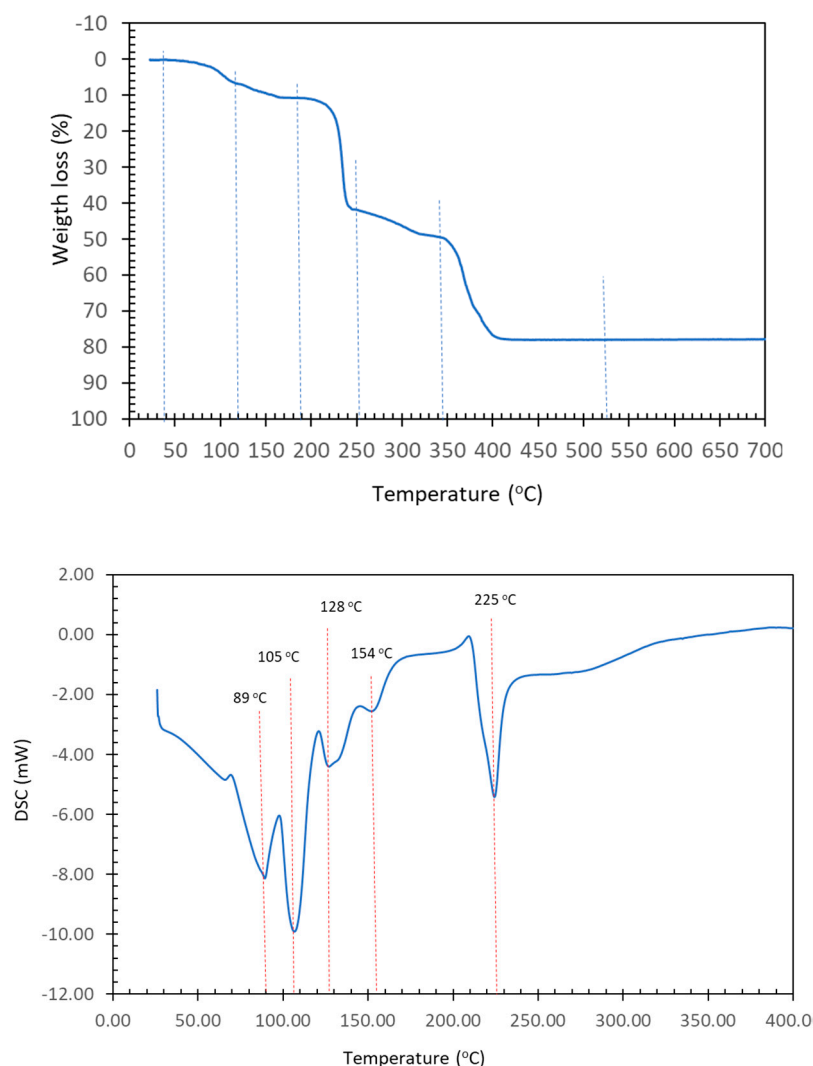 -10
0
10
20
30
40
50
60
70
80
90
100
Weigth loss (%)
0 50 100 150 200 250 300 350 400 450 500 550 600 650 700
Temperature (°C)
2.00
0.00
-2.00
-4.00
-6.00
-8.00
-10.00
-12.00
DSC (mW)
89 °C
105 °C
128 °C
154 °C
225 °C
0.00 50.00 100.00 150.00 200.00 250.00 300.00 350.00 400.00
Temperature (°C)